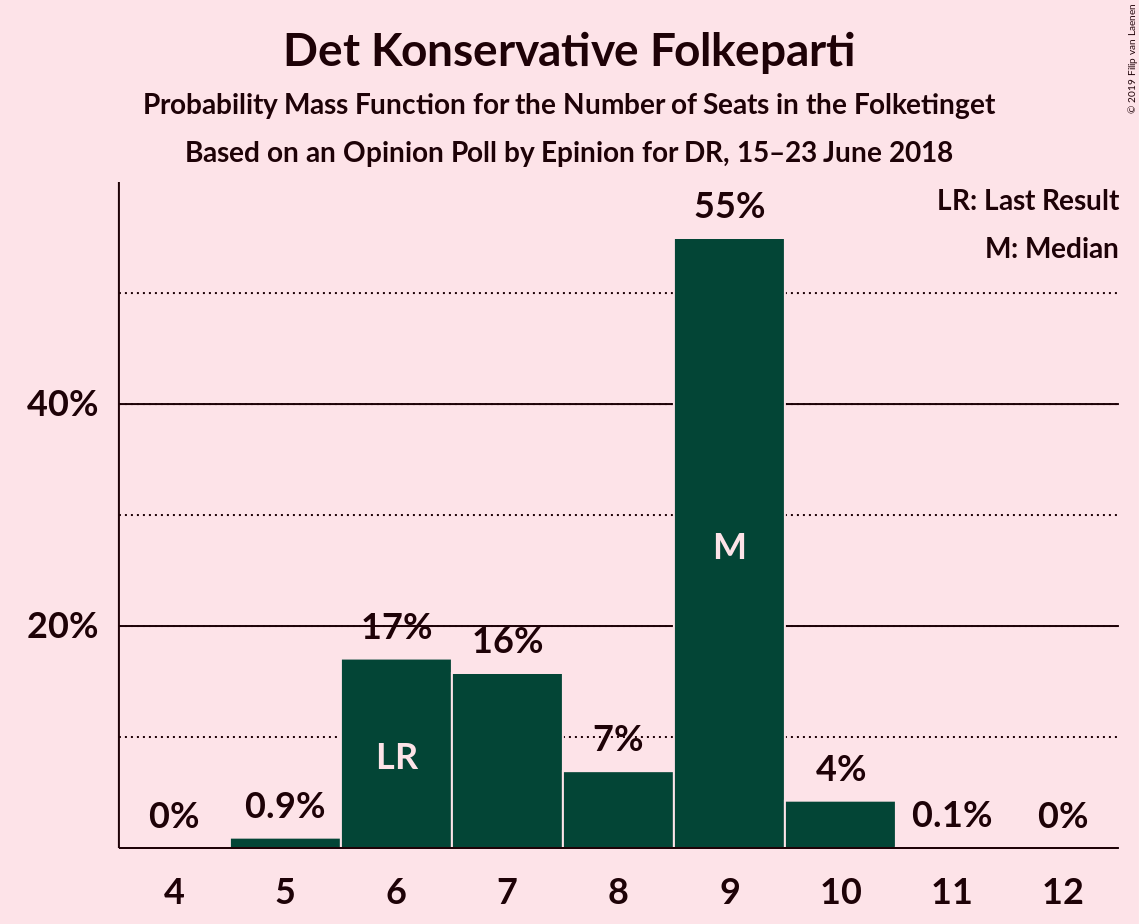 Det Konservative Folkeparti
Probability Mass Function for the Number of Seats in the Folketinget
Based on an Opinion Poll by Epinion for DR, 15–23 June 2018
© 2019 Filip van Laenen
LR: Last Result
M: Median
55%
40%
M
20%
17%
16%
LR
7%
4%
0%
0.9%
0.1%
0%
4 5 6 7 8 9 10 11 12